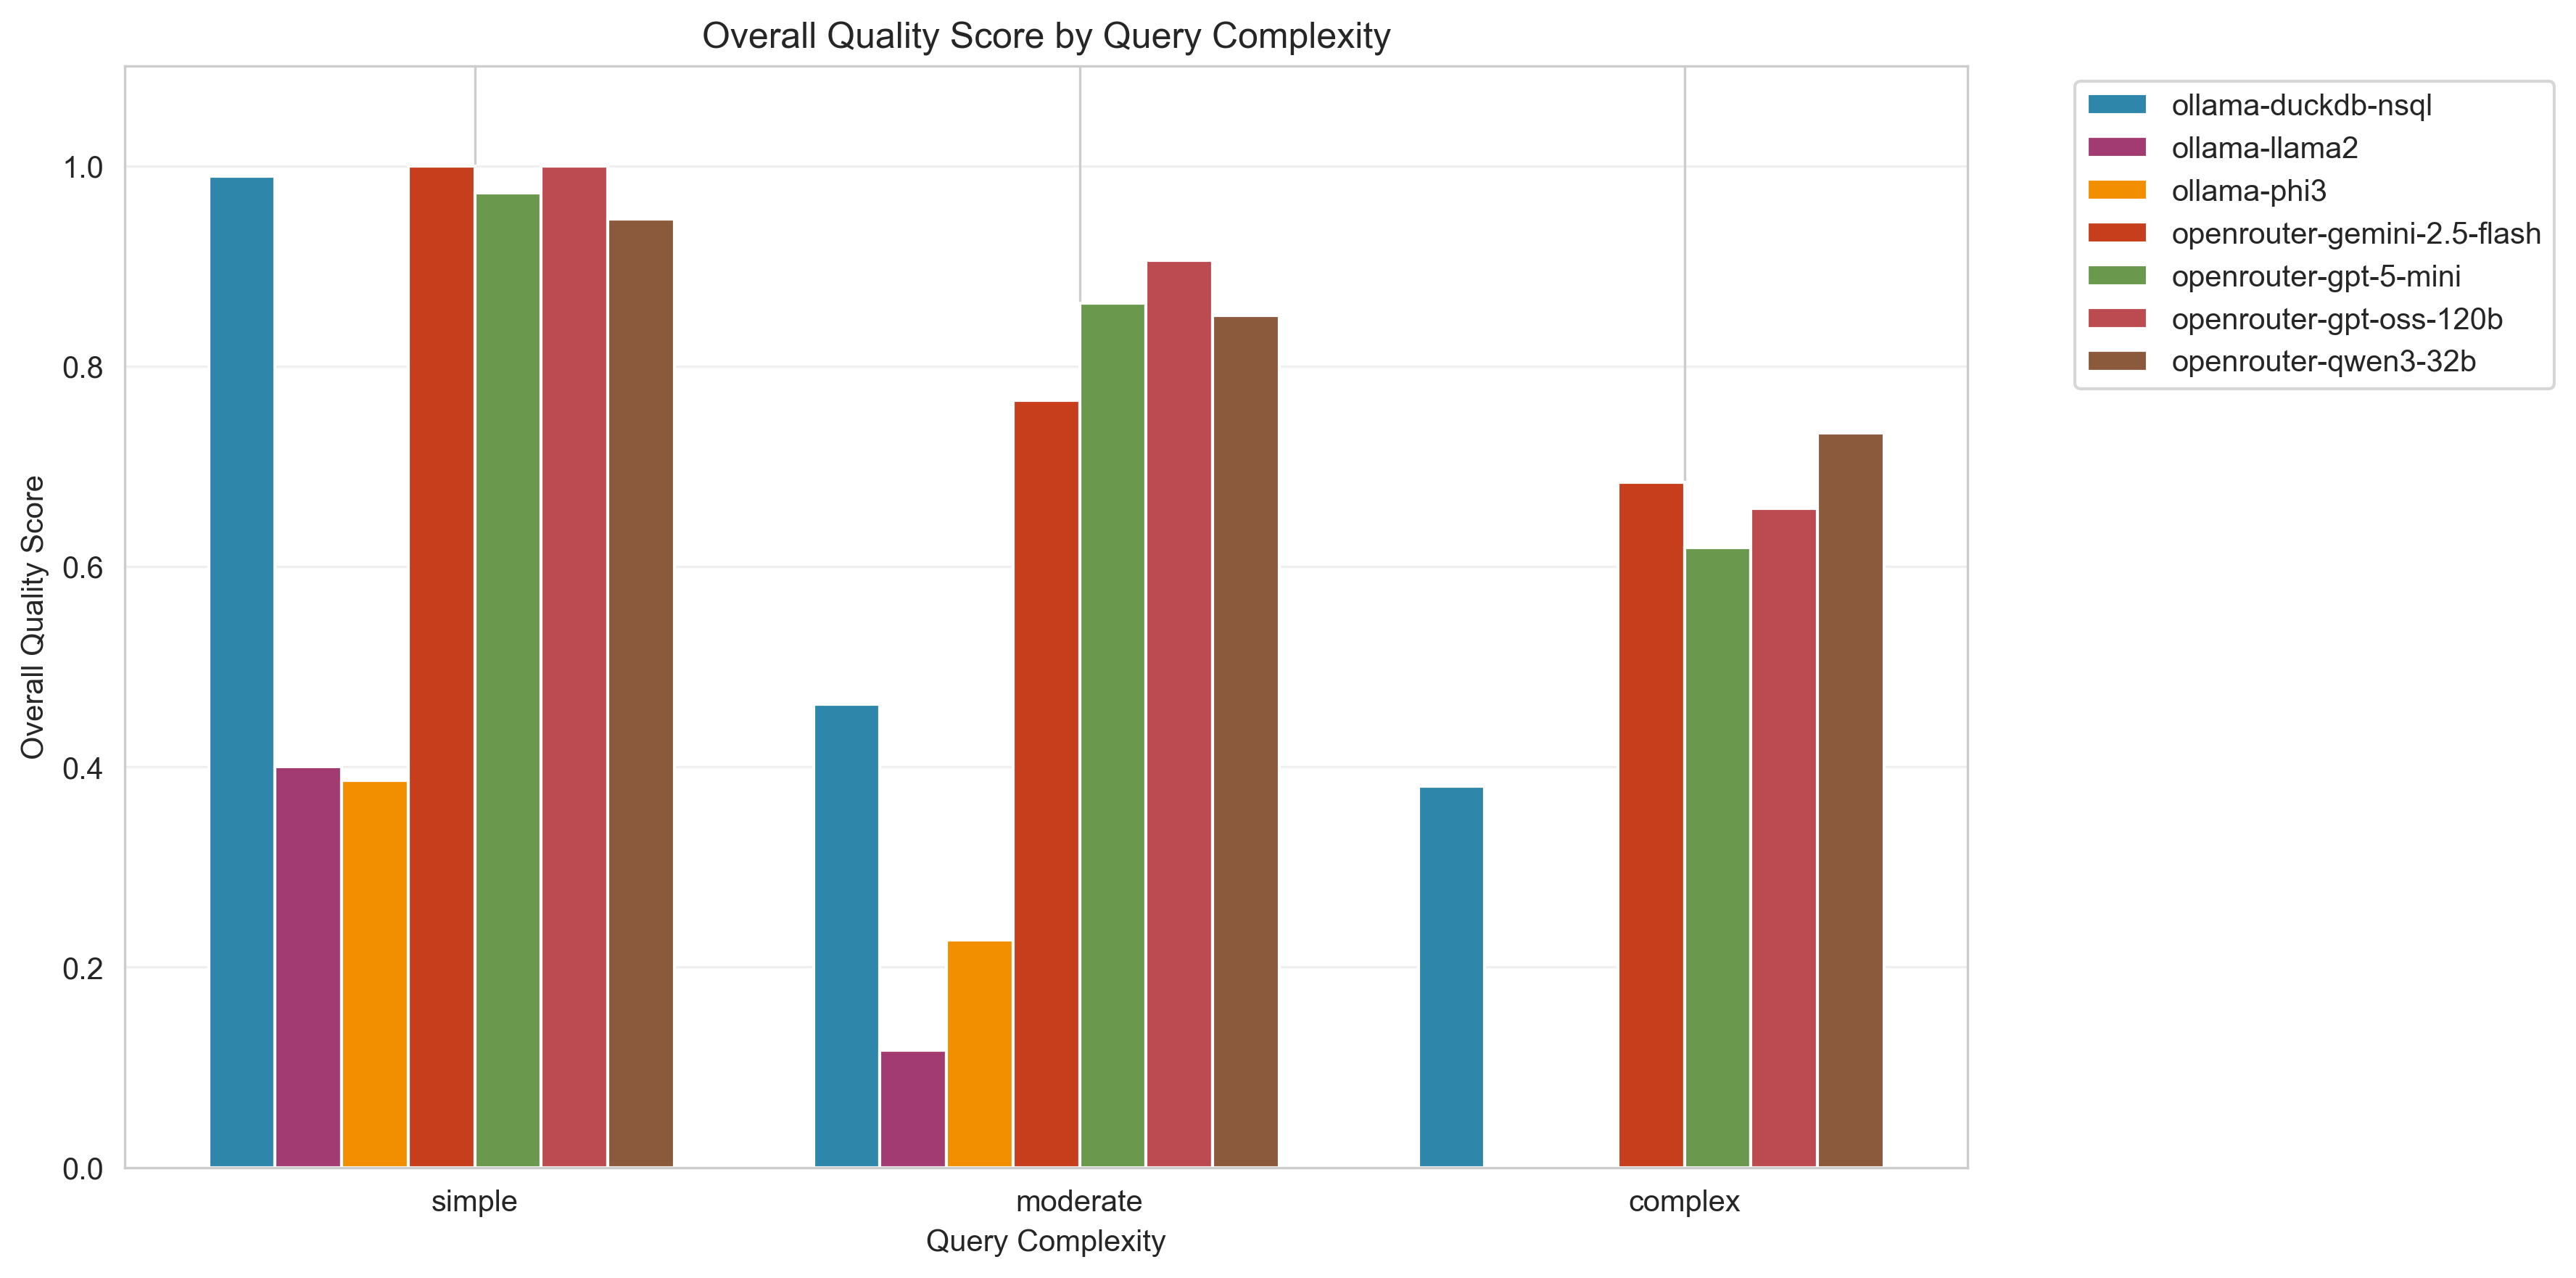 Overall Quality Score by Query Complexity
ollama-duckdb-nsql
ollama-llama2
ollama-phi3
openrouter-gemini-2.5-flash
openrouter-gpt-5-mini
openrouter-gpt-oss-120b
openrouter-qwen3-32b
Overall Quality Score
1.0
0.8
0.6
0.4
0.2
0.0
simple
moderate
complex
Query Complexity